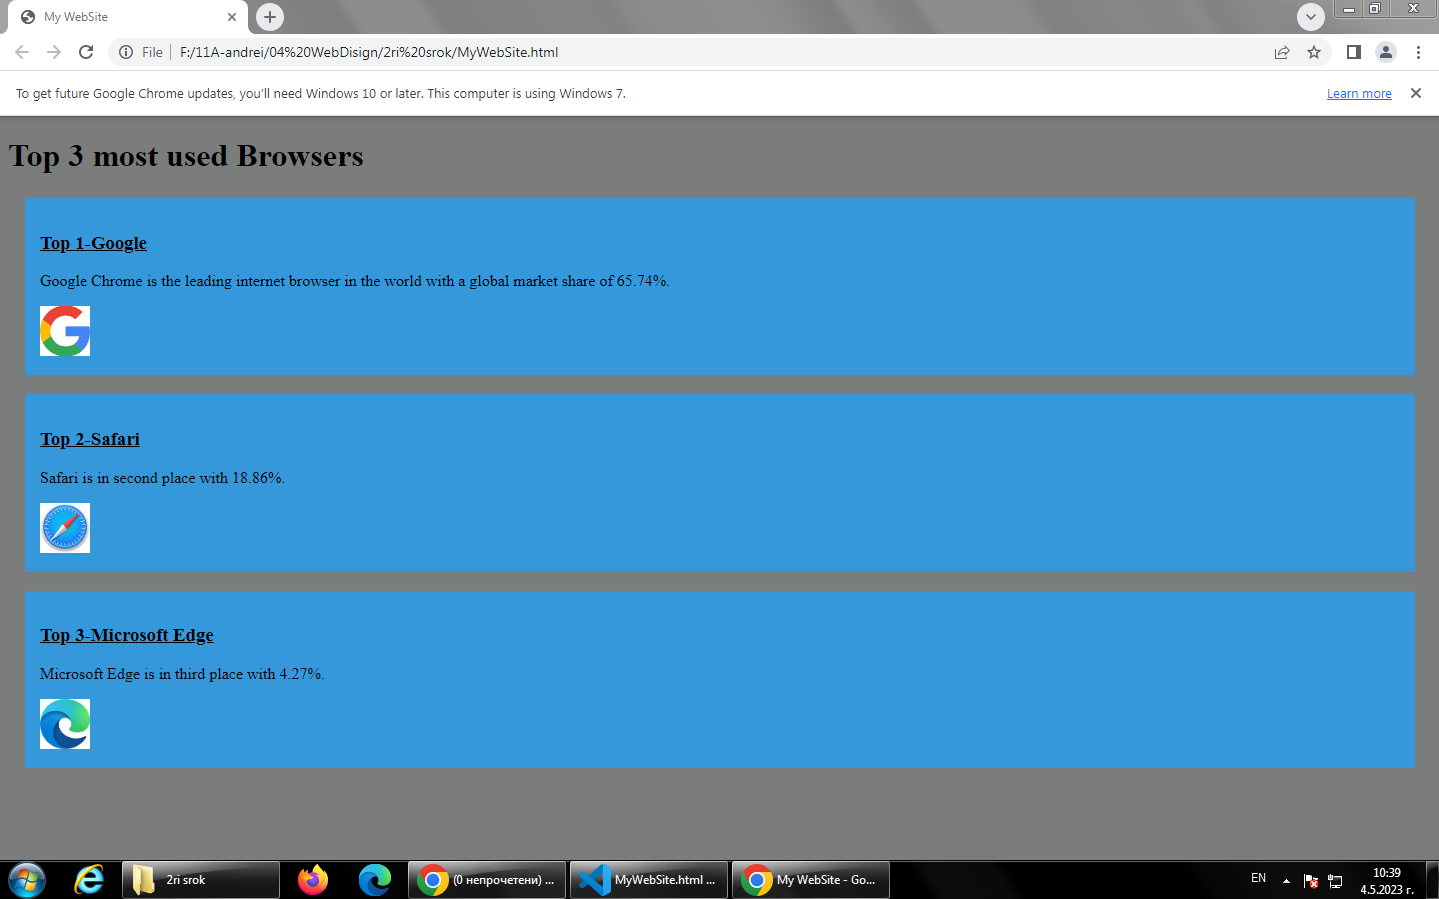 My WebSite
File
F:/11A-andrei/04%20WebDisign/2ri%20srok/MyWebSite.html
To get future Google Chrome updates, you'll need Windows 10 or later. This computer is using Windows 7.
Learn more
Top 3 most used Browsers
Top 1-Google
Google Chrome is the leading internet browser in the world with a global market share of 65.74%.
Top 2-Safari
Safari is in second place with 18.86%.
Top 3-Microsoft Edge
Microsoft Edge is in third place with 4.27%.
2ri srok
(0 непрочетени) ...
MyWebSite.html ...
My WebSite - Go...
EN
10:39
4.5.2023 г.